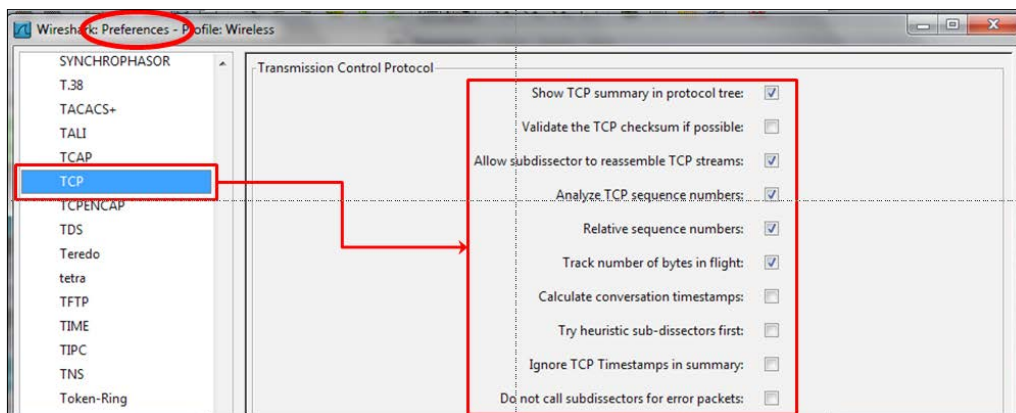 Wireshark: Preferences - Profile: Wireless
SYNCHROPHASOR
T.38
TACACS+
TALI
TCAP
TCP
TCPENCAP
TDS
Teredo
tetra
TFTP
TIME
TIPC
TNS
Token-Ring
Transmission Control Protocol
Show TCP summary in protocol tree:
Validate the TCP checksum if possible:
Allow subdissector to reassemble TCP streams:
Analyze TCP sequence numbers:
Relative sequence numbers:
Track number of bytes in flight:
Calculate conversation timestamps:
Try heuristic sub-dissectors first:
Ignore TCP Timestamps in summary:
Do not call subdissectors for error packets: